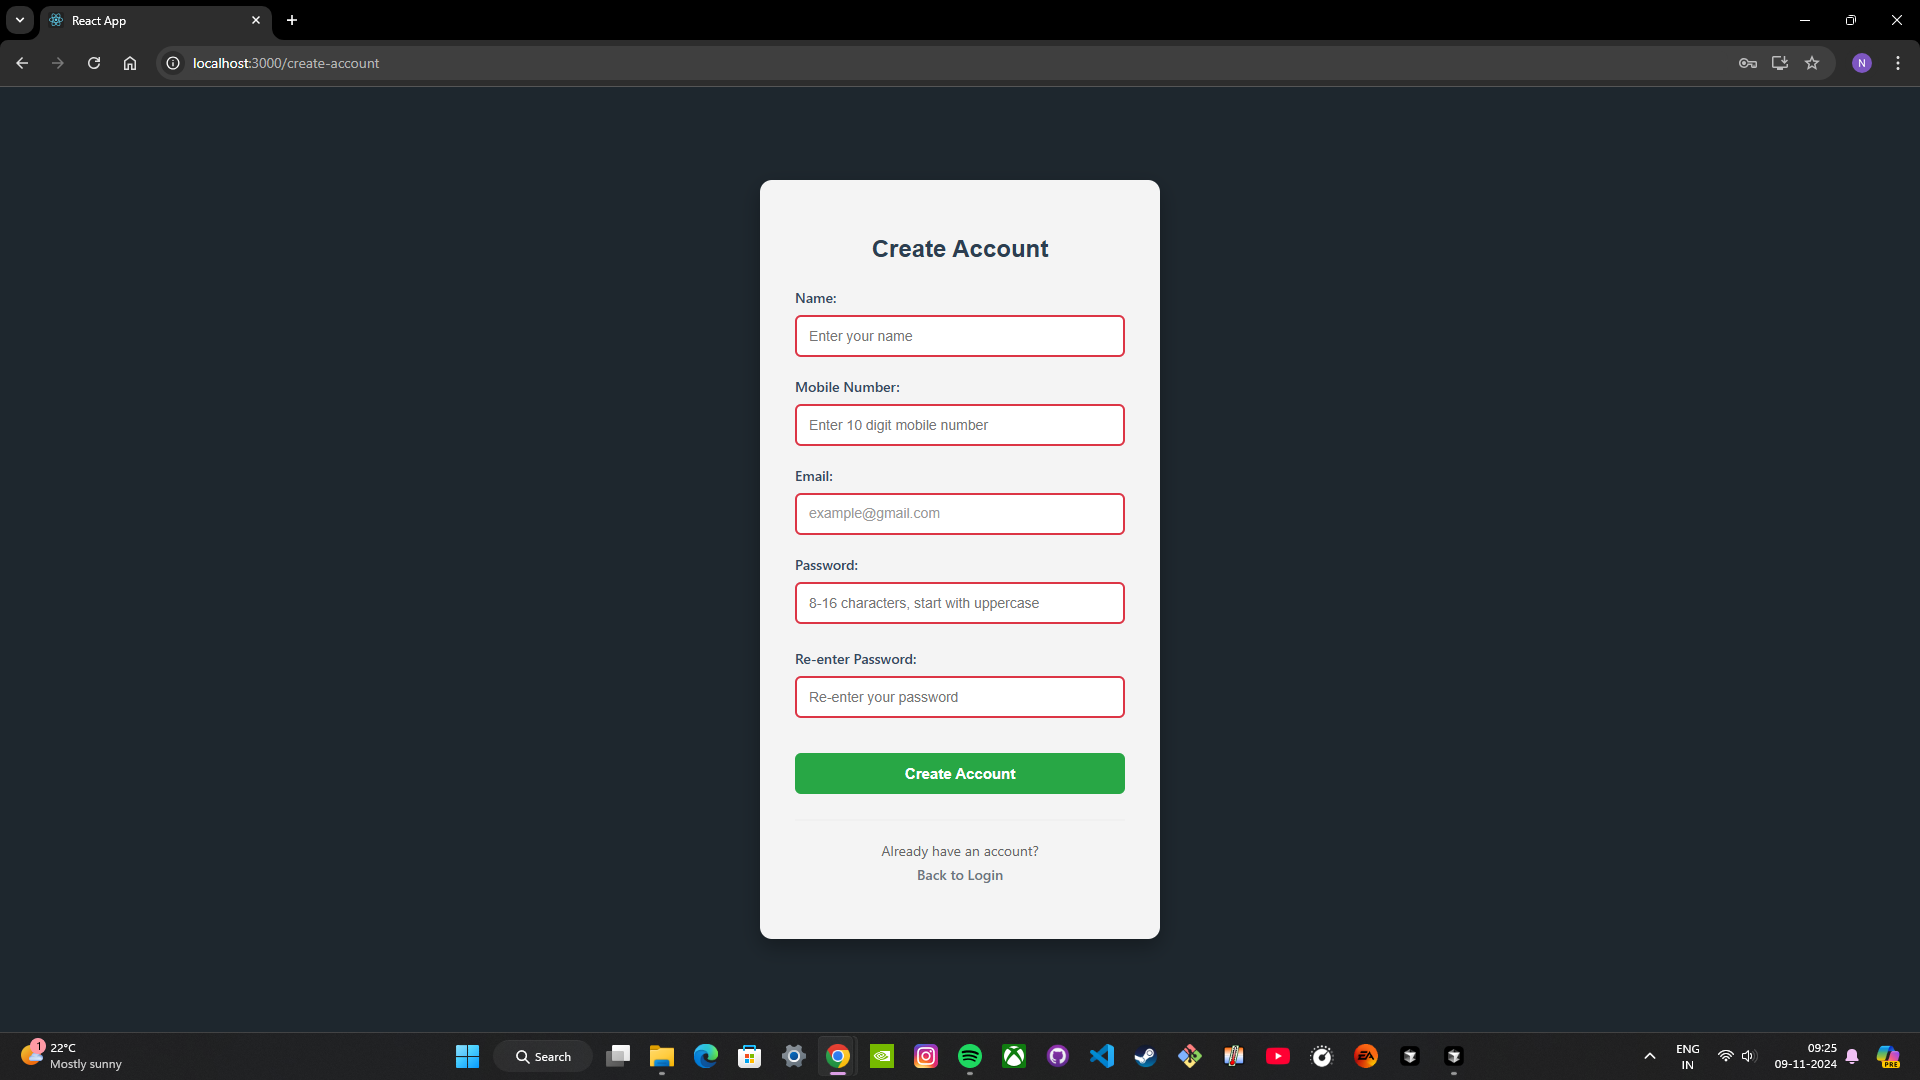 React App
localhost:3000/create-account
N
Create Account
Name:
Enter your name
Mobile Number:
Enter 10 digit mobile number
Email:
example@gmail.com
Password:
8-16 characters, start with uppercase
Re-enter Password:
Re-enter your password
Create Account
Already have an account?
Back to Login
1
22°C
Mostly sunny
Search
EA
ENG
IN
09:25
09-11-2024
PRE